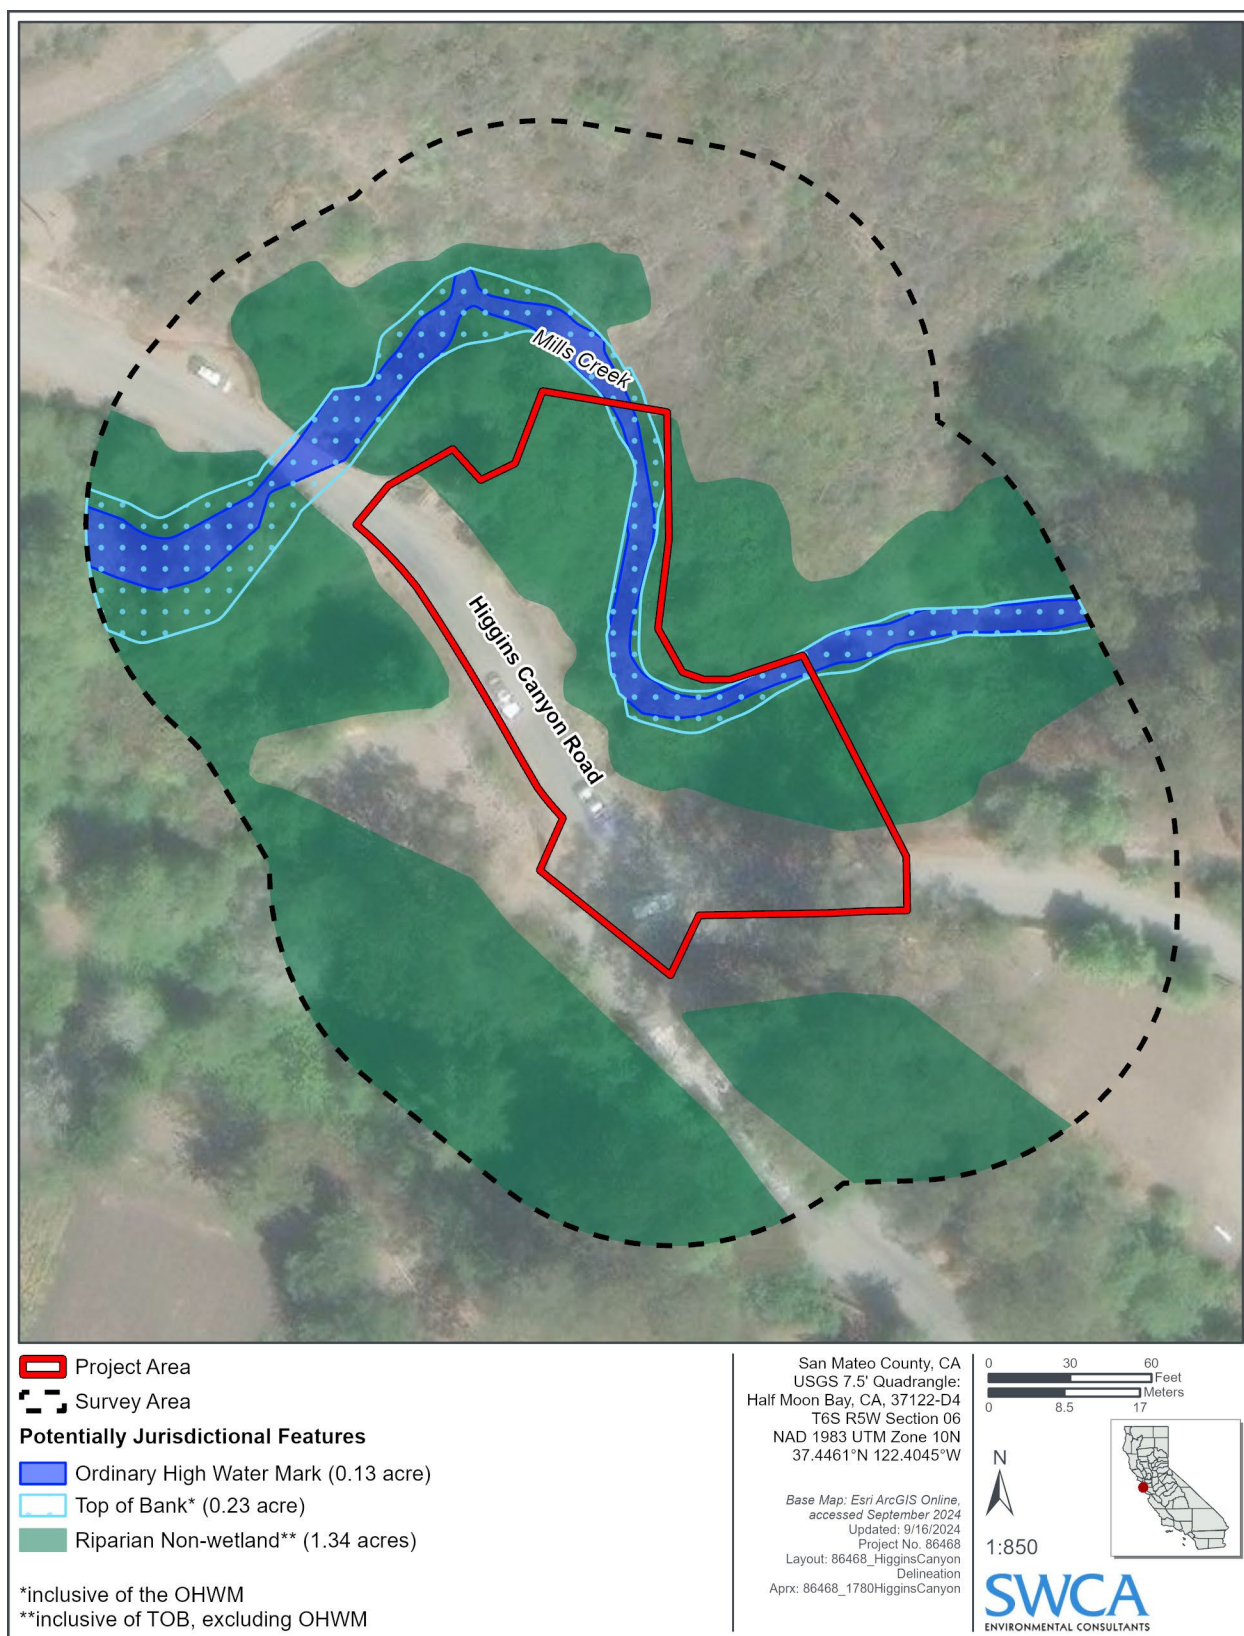 Mills Creek
Higgins Canyon Road
Project Area
Survey Area
Potentially Jurisdictional Features
Ordinary High Water Mark (0.13 acre)
Top of Bank* (0.23 acre)
Riparian Non-wetland** (1.34 acres)
*inclusive of the OHWM
**inclusive of TOB, excluding OHWM
San Mateo County, CA
USGS 7.5' Quadrangle:
Half Moon Bay, CA, 37122-D4
T6S R5W Section 06
NAD 1983 UTM Zone 10N
37.4461°N 122.4045°W
Base Map: Esri ArcGIS Online,
accessed September 2024
Updated: 9/16/2024
Project No. 86468
Layout: 86468_HigginsCanyon
Delineation
Aprx: 86468_1780HigginsCanyon
0 30 60
Feet
Meters
0 8.5 17
N
1:850
SWCA
ENVIRONMENTAL CONSULTANTS